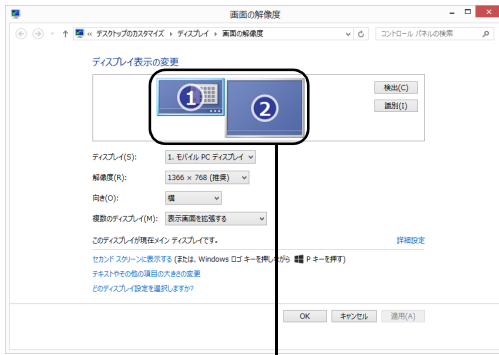 画面の解像度
« デスクトップのカスタマイズ ▸ ディスプレイ ▸ 画面の解像度
コントロール パネルの検索
ディスプレイ表示の変更
1
2
検出(C)
識別(I)
ディスプレイ(S): 1. モバイル PC ディスプレイ
解像度(R): 1366 × 768 (推奨)
向き(O): 横
複数のディスプレイ(M): 表示画面を拡張する
このディスプレイが現在メイン ディスプレイです。 詳細設定
セカンド スクリーンに表示する (または、Windows ロゴ キーを押しながら P キーを押す)
テキストやその他の項目の大きさの変更
どのディスプレイ設定を選択しますか?
OK キャンセル 適用(A)